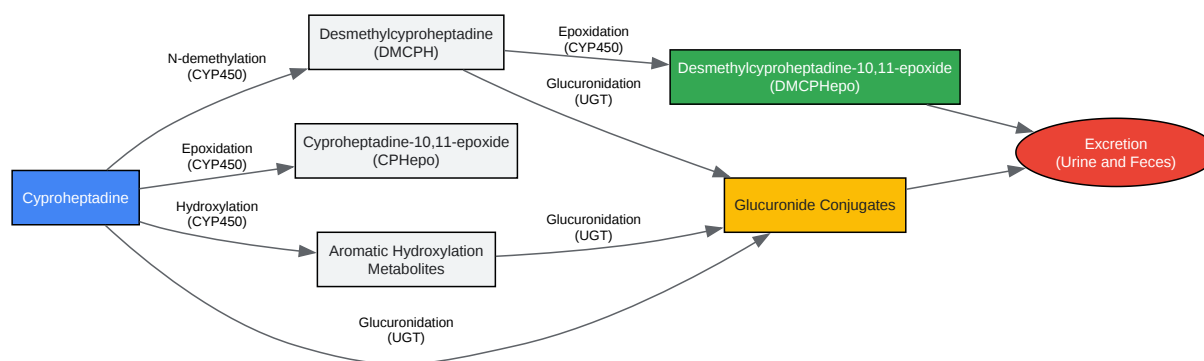 N-demethylation
(CYP450)
Desmethylcyproheptadine
(DMCPH)
Epoxidation
(CYP450)
Desmethylcyproheptadine-10,11-epoxide
(DMCPHepo)
Glucuronidation
(UGT)
Epoxidation
(CYP450)
Cyproheptadine-10,11-epoxide
(CPHepo)
Excretion
(Urine and Feces)
Cyproheptadine
Hydroxylation
(CYP450)
Glucuronide Conjugates
Aromatic Hydroxylation
Metabolites
Glucuronidation
(UGT)
Glucuronidation
(UGT)